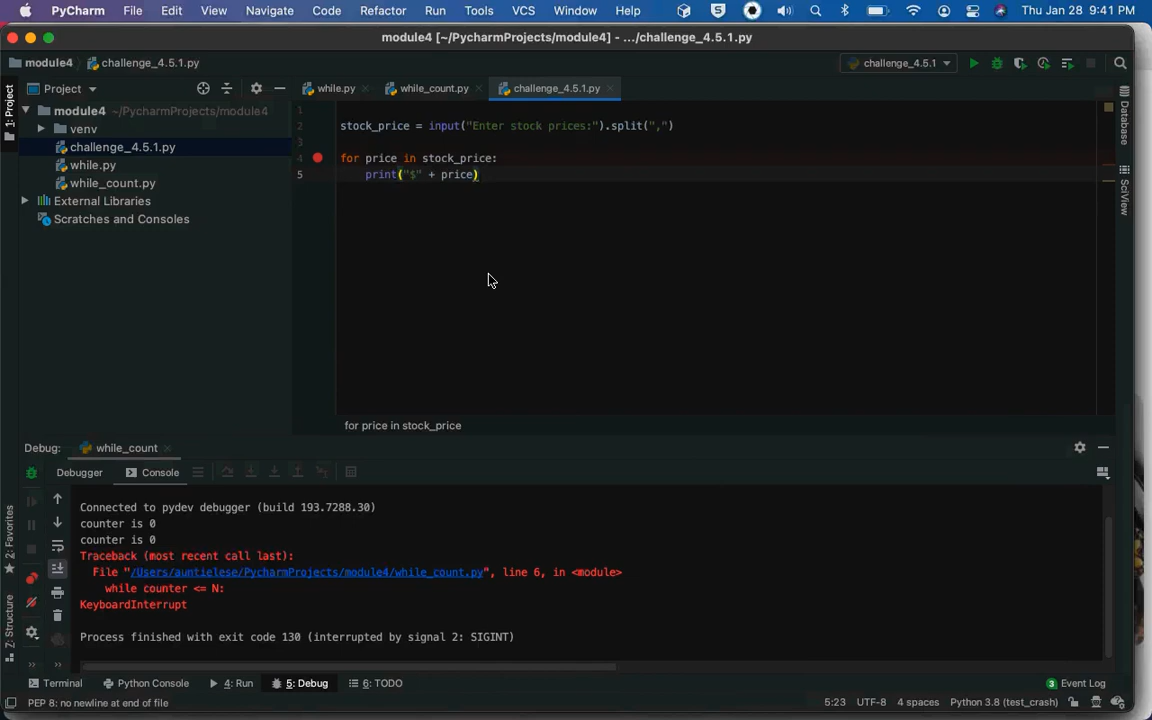 PyCharm File Edit View Navigate Code Refactor Run Tools VCS Window Help S Thu Jan 28 9:41 PM
module4 [~/PycharmProjects/module4] - .../challenge_4.5.1.py
module4 challenge_4.5.1.py challenge_4.5.1
1: Project
Project
while.py
while_count.py
challenge_4.5.1.py
module4 ~/PycharmProjects/module4
venv
challenge_4.5.1.py
while.py
while_count.py
External Libraries
Scratches and Consoles
1
2 stock_price = input("Enter stock prices:").split(",")
3
4 for price in stock_price:
5 print("$" + price)
Database
SciView
for price in stock_price
Debug: while_count
Debugger Console
Connected to pydev debugger (build 193.7288.30)
counter is 0
counter is 0
Traceback (most recent call last):
File "/Users/auntielese/PycharmProjects/module4/while_count.py", line 6, in <module>
while counter <= N:
KeyboardInterrupt
Process finished with exit code 130 (interrupted by signal 2: SIGINT)
2: Favorites
Z: Structure
Terminal Python Console 4: Run 5: Debug 6: TODO 3 Event Log
PEP 8: no newline at end of file 5:23 UTF-8 4 spaces Python 3.8 (test_crash)